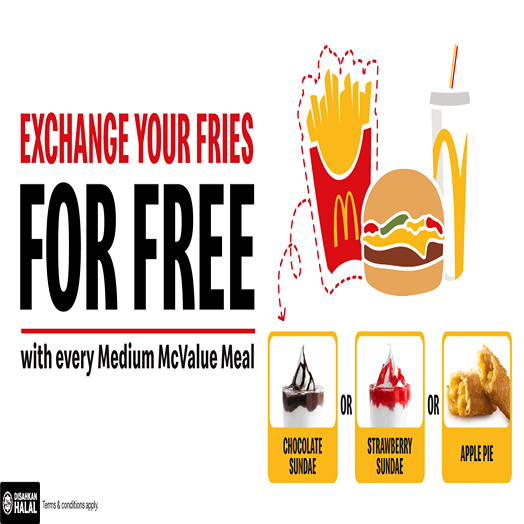 EXCHANGE YOUR FRIES
FOR FREE
with every Medium McValue Meal
CHOCOLATE
SUNDAE
OR
STRAWBERRY
SUNDAE
OR
APPLE PIE
DISAHKAN
HALAL
Terms & conditions apply.